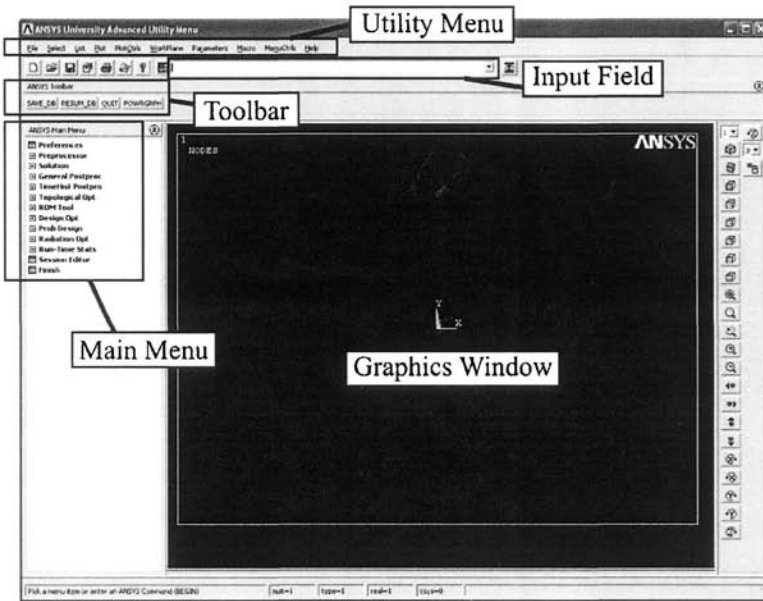 ANSYS University Advanced Utility Menu
Utility Menu
File Select List Plot PlotCtrls WorkPlane Parameters Macro MenuCtrls Help
Input Field
ANSYS Toolbar
SAVE_DB RESUM_DB QUIT POWRGRPH
Toolbar
ANSYS Main Menu
Preferences
Preprocessor
Solution
General Postproc
TimeHist Postpro
Topological Opt
ROM Tool
Design Opt
Prob Design
Radiation Opt
Run-Time Stats
Session Editor
Finish
Main Menu
1
NODES
ANSYS
Y
X
Graphics Window
Pick a menu item or enter an ANSYS Command (BEGIN)
mat=1
type=1
real=1
csys=0